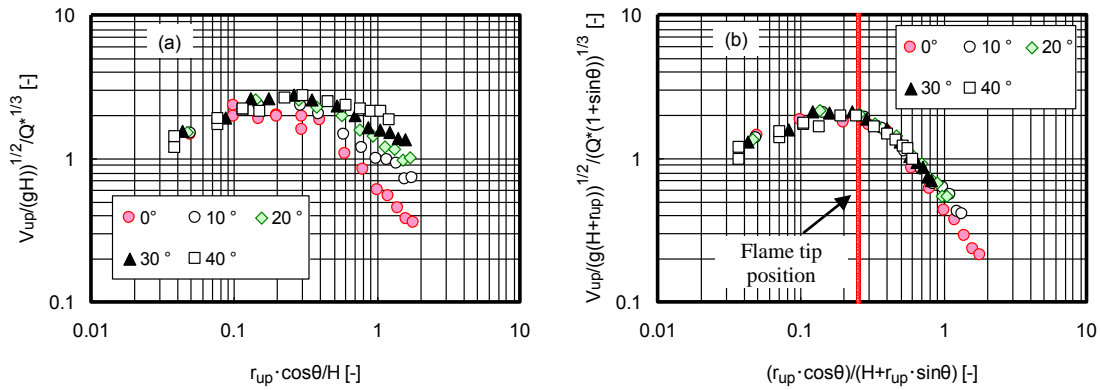 (a)
10
1
0.1
0.01
0.1
1
10
Vup/(gH))^1/2/Q*^1/3 [-]
rup·cosθ/H [-]
0° 10 ° 20 °
30 ° 40 °
(b)
10
1
0.1
0.01
0.1
1
10
Vup/(g(H+rup))^1/2/(Q*(1+sinθ))^1/3
(rup·cosθ)/(H+rup·sinθ) [-]
0° 10 ° 20 °
30 ° 40 °
Flame tip
position